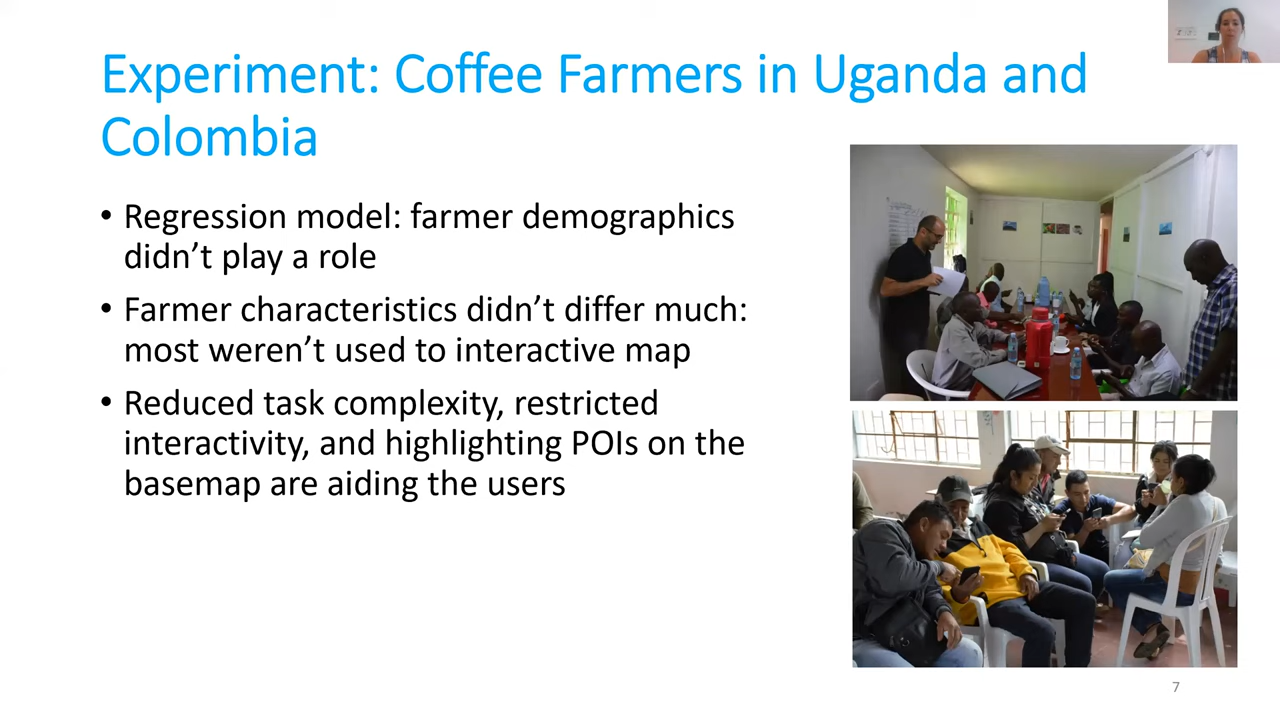 Experiment: Coffee Farmers in Uganda and
Colombia
• Regression model: farmer demographics
didn’t play a role
• Farmer characteristics didn’t differ much:
most weren’t used to interactive map
• Reduced task complexity, restricted
interactivity, and highlighting POIs on the
basemap are aiding the users
7